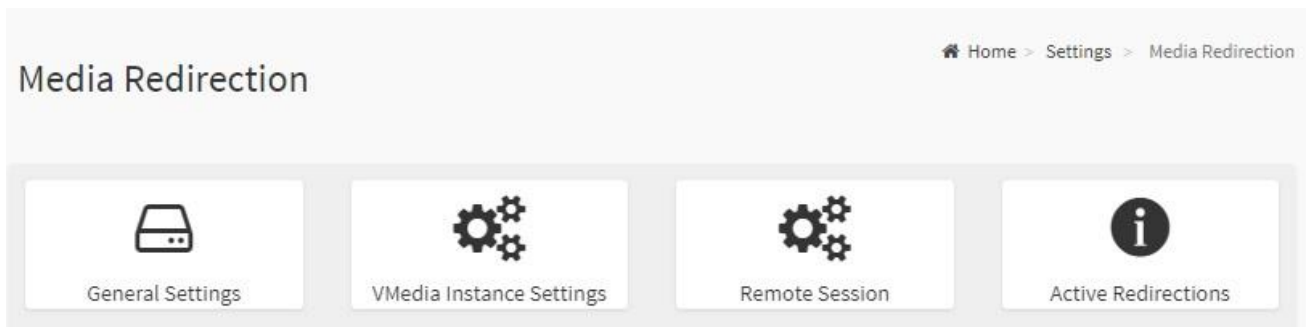 Home > Settings > Media Redirection
Media Redirection
General Settings
VMedia Instance Settings
Remote Session
Active Redirections